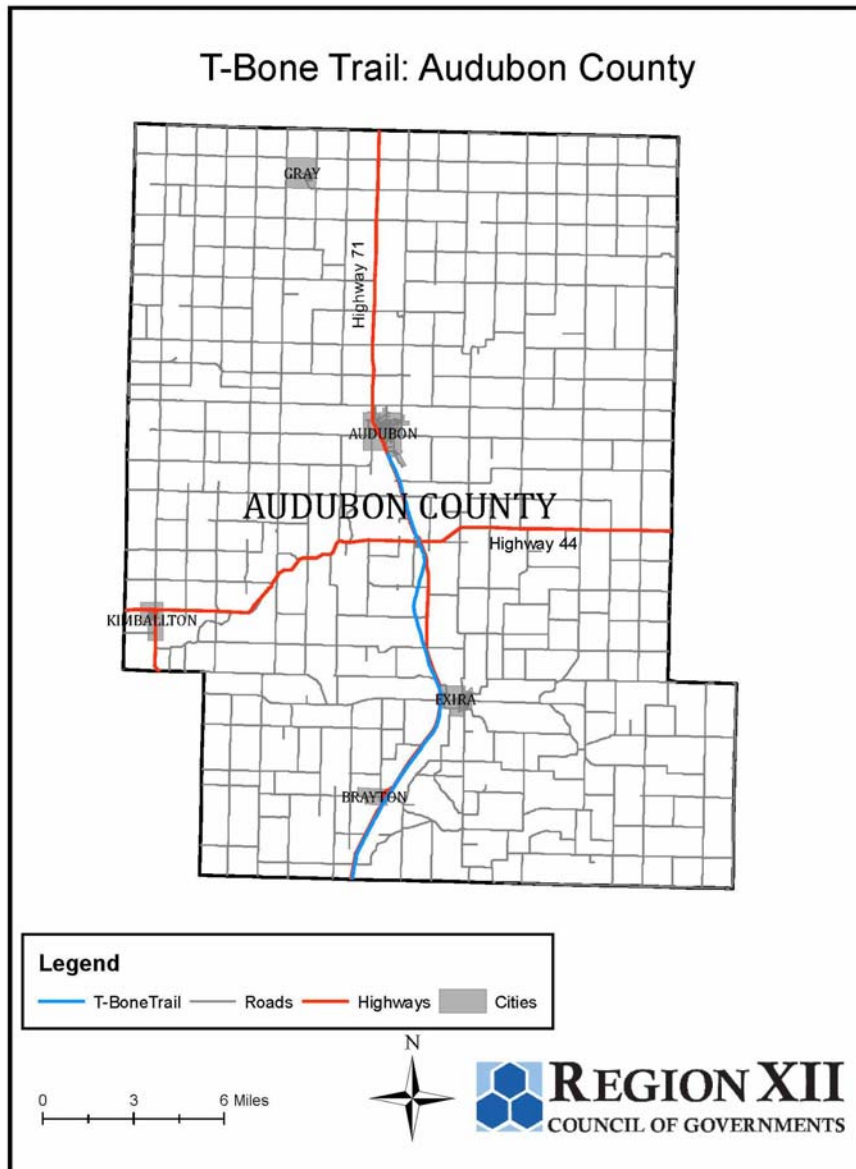 T-Bone Trail: Audubon County
GRAY
Highway 71
AUDUBON
AUDUBON COUNTY
Highway 44
KIMBALLTON
EXIRA
BRAYTON
Legend
T-BoneTrail
Roads
Highways
Cities
N
0 3 6 Miles
REGION XII
COUNCIL OF GOVERNMENTS